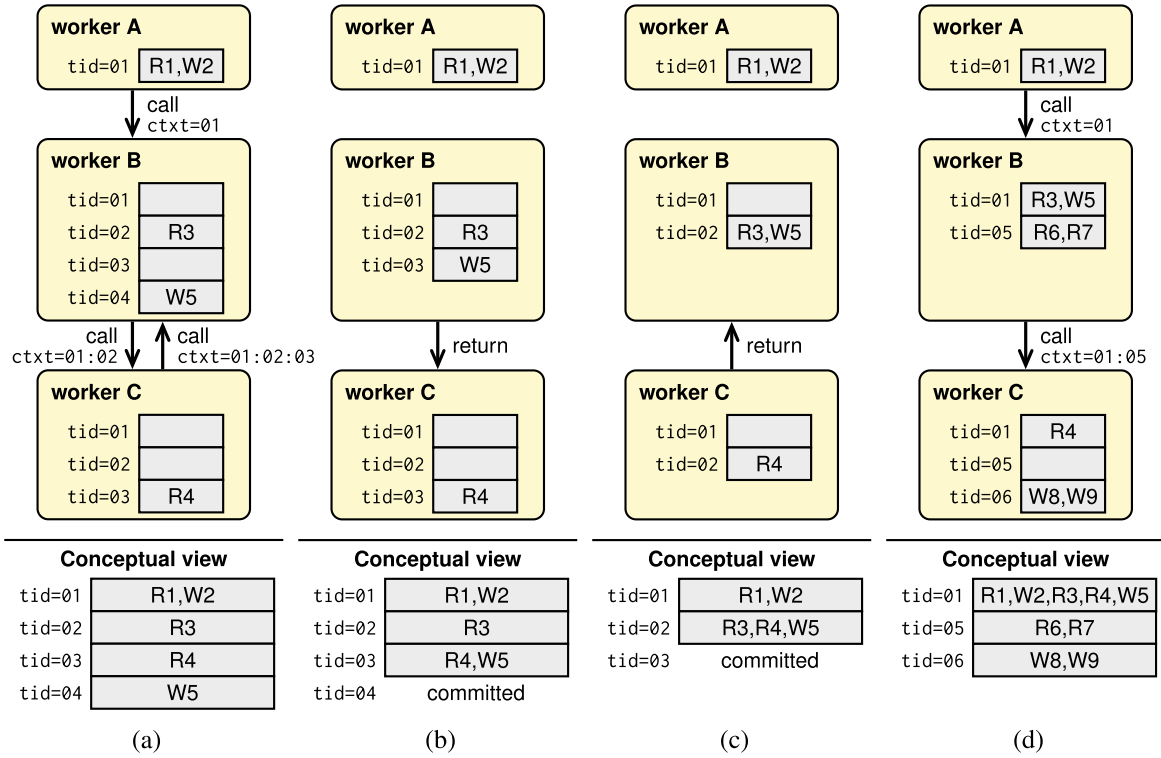 worker A
tid=01 R1,W2
call
ctxt=01
worker B
tid=01
tid=02 R3
tid=03
tid=04 W5
call
ctxt=01:02
call
ctxt=01:02:03
worker C
tid=01
tid=02
tid=03 R4
Conceptual view
tid=01 R1,W2
tid=02 R3
tid=03 R4
tid=04 W5
(a)
worker A
tid=01 R1,W2
worker B
tid=01
tid=02 R3
tid=03 W5
return
worker C
tid=01
tid=02
tid=03 R4
Conceptual view
tid=01 R1,W2
tid=02 R3
tid=03 R4,W5
tid=04 committed
(b)
worker A
tid=01 R1,W2
worker B
tid=01
tid=02 R3,W5
return
worker C
tid=01
tid=02 R4
Conceptual view
tid=01 R1,W2
tid=02 R3,R4,W5
tid=03 committed
(c)
worker A
tid=01 R1,W2
call
ctxt=01
worker B
tid=01 R3,W5
tid=05 R6,R7
call
ctxt=01:05
worker C
tid=01 R4
tid=05
tid=06 W8,W9
Conceptual view
tid=01 R1,W2,R3,R4,W5
tid=05 R6,R7
tid=06 W8,W9
(d)